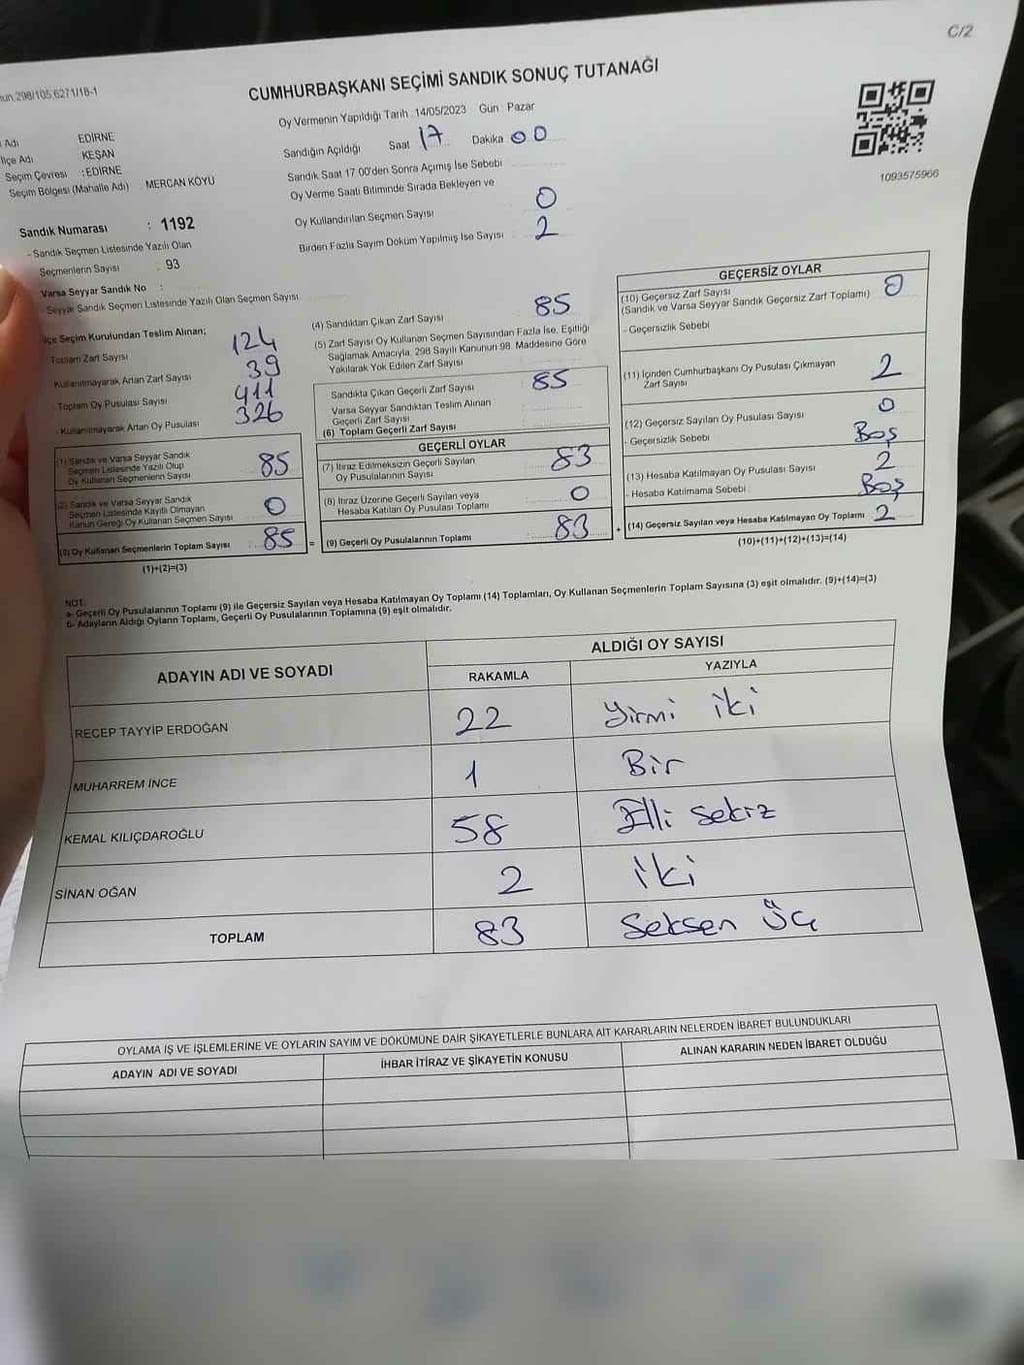 C/2
298/105,6271/18-1
CUMHURBAŞKANI SEÇİMİ SANDIK SONUÇ TUTANAĞI
Oy Vermenin Yapıldığı Tarih 14/05/2023 Gün Pazar
Adı EDİRNE
İlçe Adı KEŞAN
Seçim Çevresi : EDİRNE
Seçim Bölgesi (Mahalle Adı) MERCAN KÖYÜ
Sandığın Açıldığı Saat 17 Dakika 00
Sandık Saat 17.00'den Sonra Açımış İse Sebebi
Oy Verme Saati Bitiminde Sırada Bekleyen ve
Oy Kullandırılan Seçmen Sayısı 0
Birden Fazla Sayım Döküm Yapılmış İse Sayısı 2
1093575966
Sandık Numarası : 1192
- Sandık Seçmen Listesinde Yazılı Olan
Seçmenlerin Sayısı : 93
Varsa Seyyar Sandık No :
- Seyyar Sandık Seçmen Listesinde Yazılı Olan Seçmen Sayısı
İlçe Seçim Kurulundan Teslim Alınan;
Toplam Zarf Sayısı 124
Kullanılmayarak Artan Zarf Sayısı 39
- Toplam Oy Pusulası Sayısı 411
- Kullanılmayarak Artan Oy Pusulası 326
(1) Sandık ve Varsa Seyyar Sandık
Seçmen Listesinde Yazılı Olup
Oy Kullanan Seçmenlerin Sayısı 85
(2) Sandık ve Varsa Seyyar Sandık
Seçmen Listesinde Kayıtlı Olmayan
Kanun Gereği Oy Kullanan Seçmen Sayısı 0
(3) Oy Kullanan Seçmenlerin Toplam Sayısı 85 =
(1)+(2)=(3)
(4) Sandıktan Çıkan Zarf Sayısı 85
(5) Zarf Sayısı Oy Kullanan Seçmen Sayısından Fazla İse, Eşitliği
Sağlamak Amacıyla, 298 Sayılı Kanunun 98. Maddesine Göre
Yakılarak Yok Edilen Zarf Sayısı
Sandıkta Çıkan Geçerli Zarf Sayısı 85
Varsa Seyyar Sandıktan Teslim Alınan
Geçerli Zarf Sayısı
(6) Toplam Geçerli Zarf Sayısı
GEÇERLİ OYLAR
(7) İtiraz Edilmeksizin Geçerli Sayılan
Oy Pusulalarının Sayısı 83
(8) İtiraz Üzerine Geçerli Sayılan veya
Hesaba Katılan Oy Pusulası Toplamı 0
(9) Geçerli Oy Pusulalarının Toplamı 83 +
GEÇERSİZ OYLAR
(10) Geçersiz Zarf Sayısı
(Sandık ve Varsa Seyyar Sandık Geçersiz Zarf Toplamı) 0
- Geçersizlik Sebebi
(11) İçinden Cumhurbaşkanı Oy Pusulası Çıkmayan
Zarf Sayısı 2
(12) Geçersiz Sayılan Oy Pusulası Sayısı 0
- Geçersizlik Sebebi Boş
(13) Hesaba Katılmayan Oy Pusulası Sayısı 2
- Hesaba Katılmama Sebebi : Boş
(14) Geçersiz Sayılan veya Hesaba Katılmayan Oy Toplamı 2
(10)+(11)+(12)+(13)=(14)
NOT:
a- Geçerli Oy Pusulalarının Toplamı (9) ile Geçersiz Sayılan veya Hesaba Katılmayan Oy Toplamı (14) Toplamları, Oy Kullanan Seçmenlerin Toplam Sayısına (3) eşit olmalıdır. (9)+(14)=(3)
b- Adayların Aldığı Oyların Toplamı, Geçerli Oy Pusulalarının Toplamına (9) eşit olmalıdır.
ADAYIN ADI VE SOYADI ALDIĞI OY SAYISI
RAKAMLA YAZIYLA
RECEP TAYYİP ERDOĞAN 22 Yirmi iki
MUHARREM İNCE 1 Bir
KEMAL KILIÇDAROĞLU 58 Elli sekiz
SİNAN OĞAN 2 iki
TOPLAM 83 Seksen Üç
OYLAMA İŞ VE İŞLEMLERİNE VE OYLARIN SAYIM VE DÖKÜMÜNE DAİR ŞİKAYETLERLE BUNLARA AİT KARARLARIN NELERDEN İBARET BULUNDUKLARI
ADAYIN ADI VE SOYADI İHBAR İTİRAZ VE ŞİKAYETİN KONUSU ALINAN KARARIN NEDEN İBARET OLDUĞU